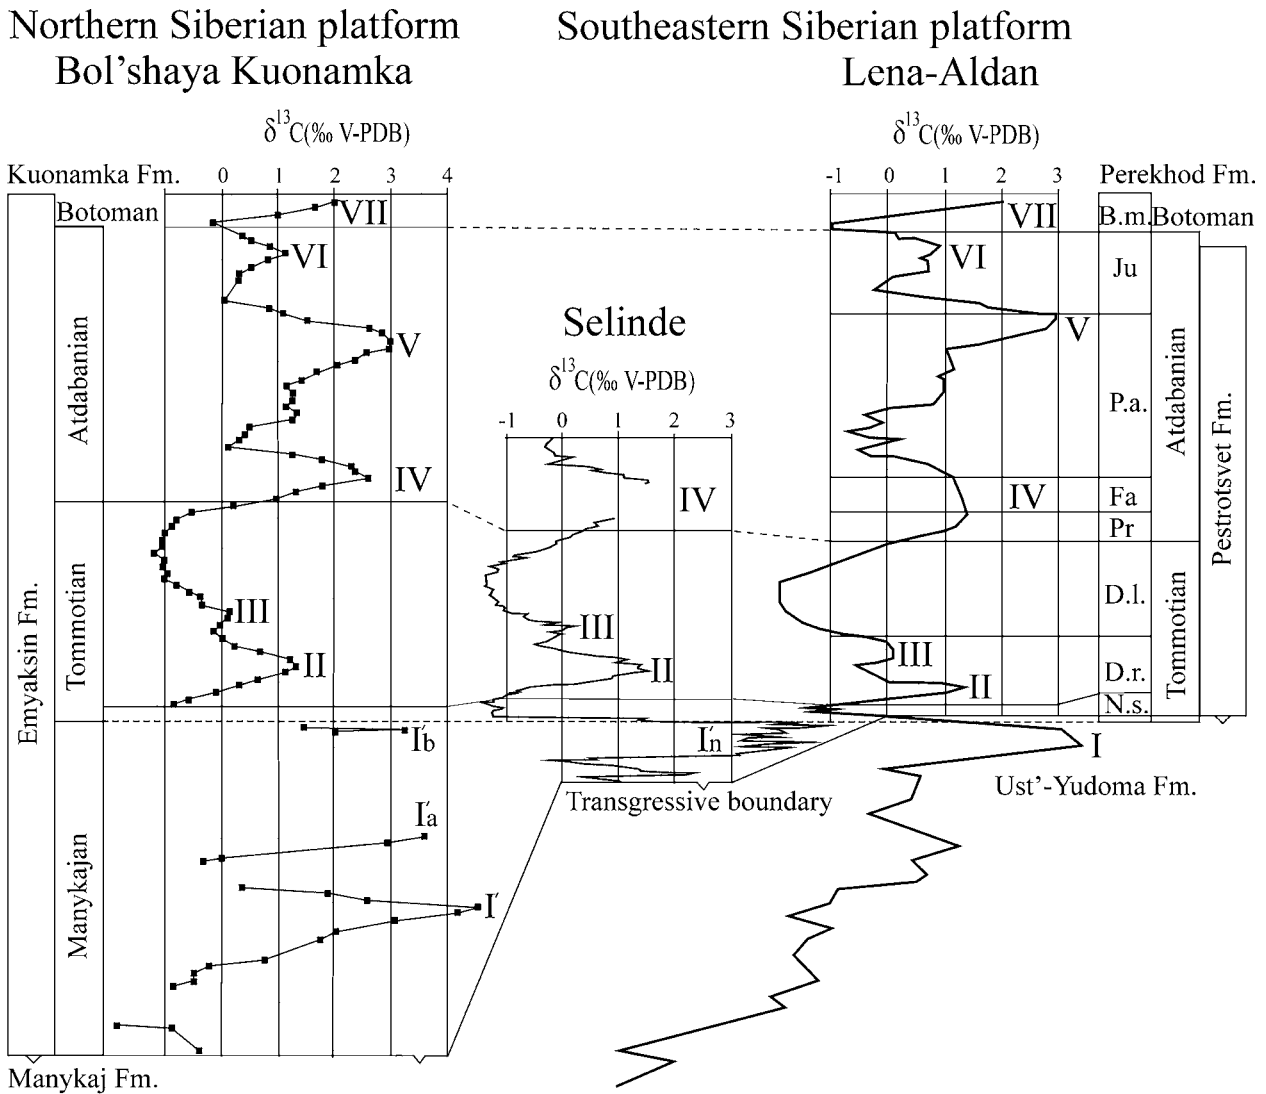 Northern Siberian platform
Bol'shaya Kuonamka
Southeastern Siberian platform
Lena-Aldan
δ13C(‰ V-PDB)
δ13C(‰ V-PDB)
Kuonamka Fm.
0 1 2 3 4
-1 0 1 2 3
Perekhod Fm.
Botoman
VII
VII
B.m.
Botoman
VI
VI
Ju
Selinde
δ13C(‰ V-PDB)
-1 0 1 2 3
V
V
Atdabanian
P.a.
Atdabanian
Pestrotsvet Fm.
IV
IV
IV
Fa
Pr
Emyaksin Fm.
Tommotian
III
III
III
D.l.
Tommotian
II
II
II
D.r.
N.s.
I'b
I'n
I
Ust'-Yudoma Fm.
Transgressive boundary
I'a
Manykajan
I'
Manykaj Fm.